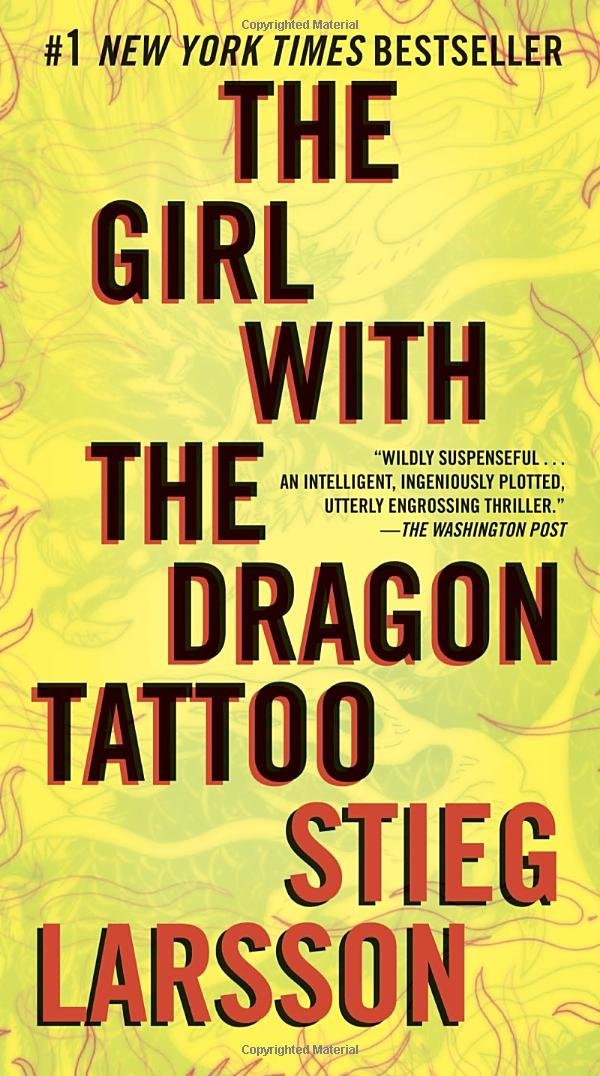 Copyrighted Material
#1 NEW YORK TIMES BESTSELLER
THE
GIRL
WITH
THE
“WILDLY SUSPENSEFUL . . .
AN INTELLIGENT, INGENIOUSLY PLOTTED,
UTTERLY ENGROSSING THRILLER.”
—THE WASHINGTON POST
DRAGON
TATTOO
STIEG
LARSSON
Copyrighted Material